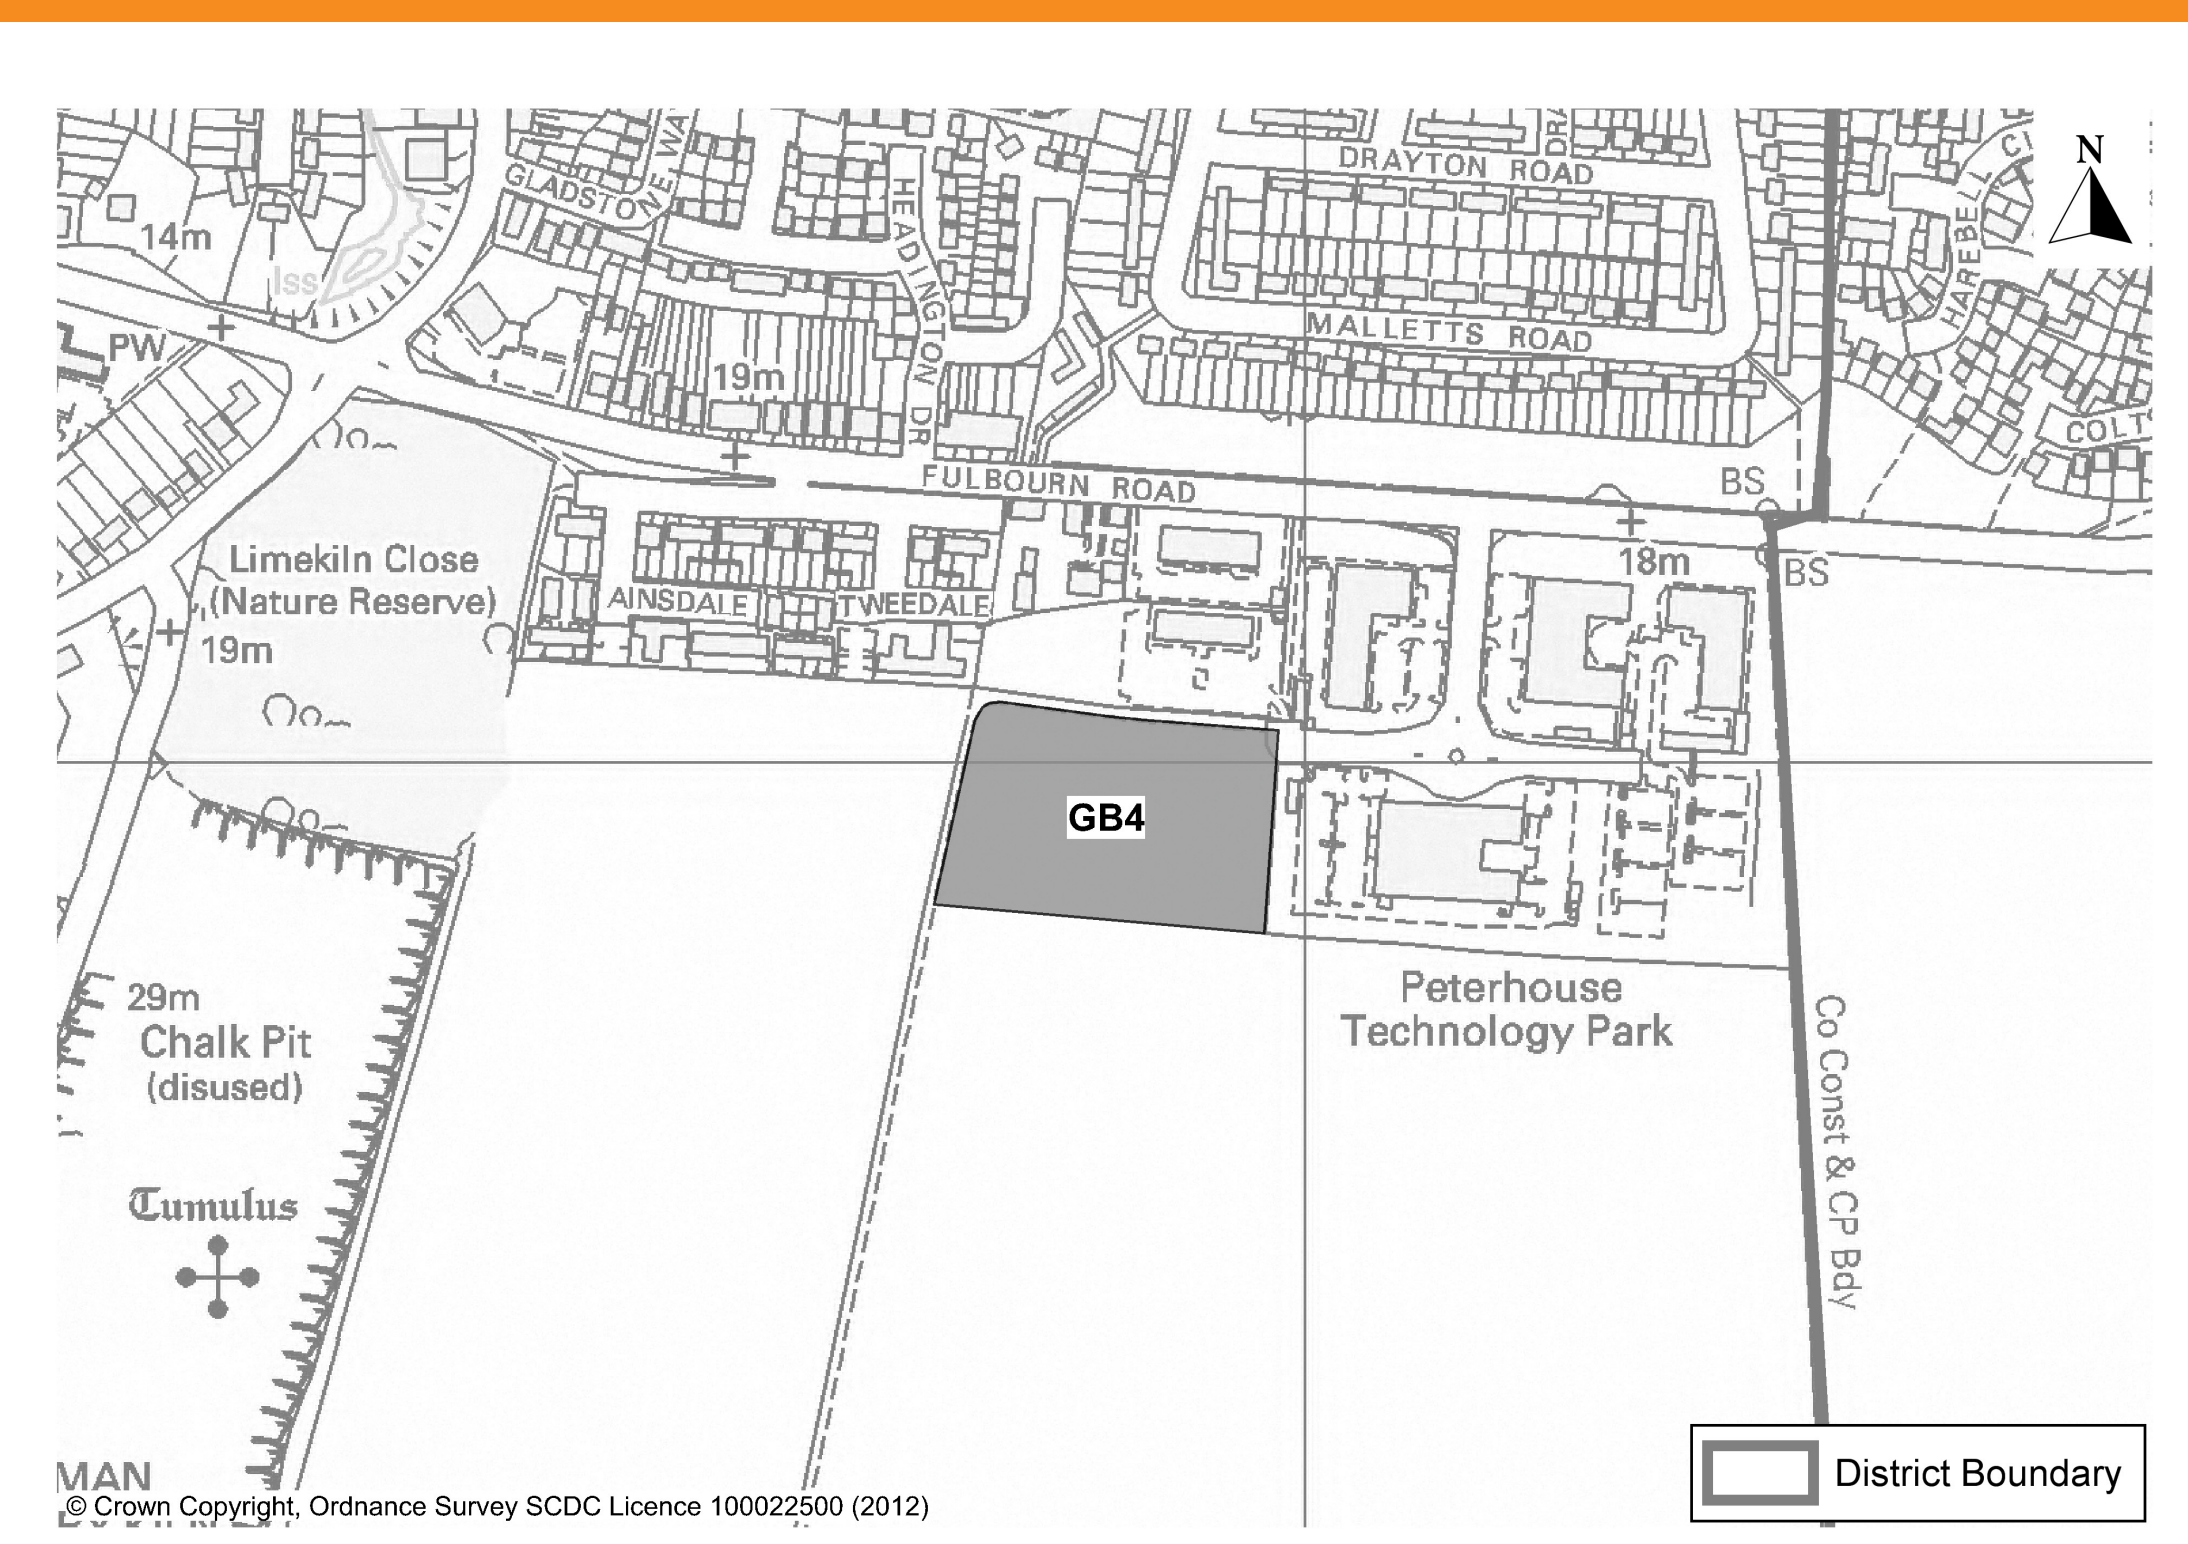 N
DRAYTON ROAD
DRA
GLADSTONE WA
HEADINGTON DR
HAREBELL
14m
Iss
PW
19m
MALLETTS ROAD
COLT
FULBOURN ROAD
BS
18m
BS
Limekiln Close
(Nature Reserve)
19m
AINSDALE
TWEEDALE
GB4
29m
Chalk Pit
(disused)
Peterhouse
Technology Park
Co Const & CP Bdy
Tumulus
MAN
© Crown Copyright, Ordnance Survey SCDC Licence 100022500 (2012)
District Boundary